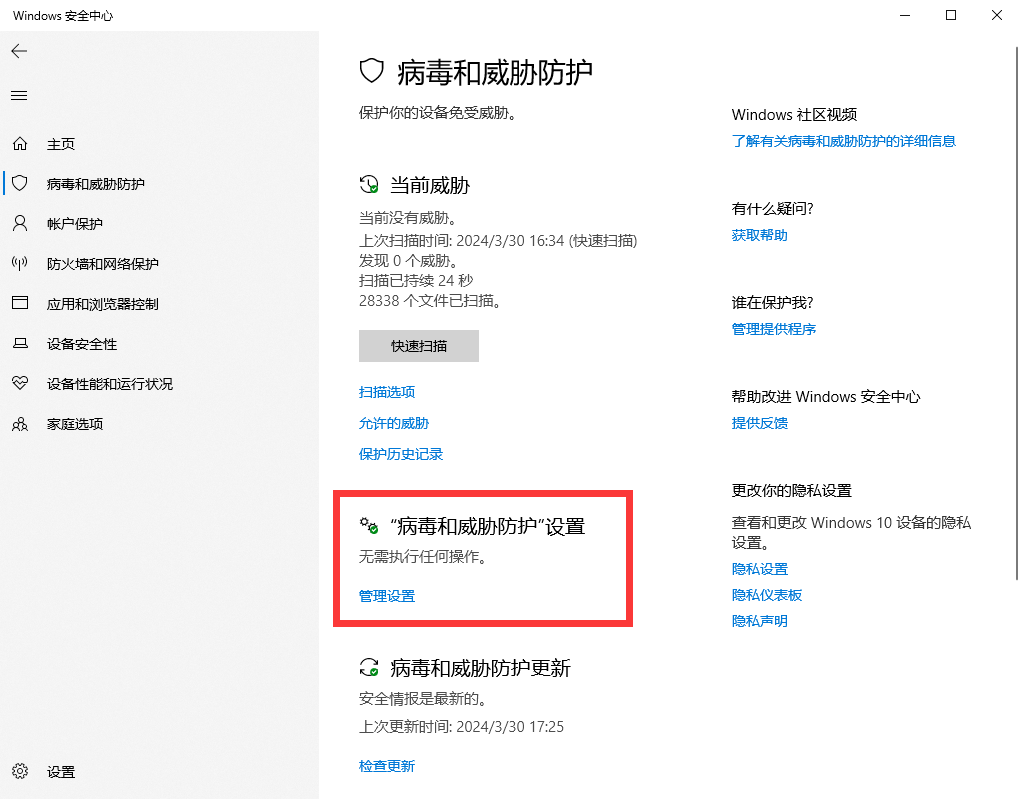 Windows 安全中心
主页
病毒和威胁防护
帐户保护
防火墙和网络保护
应用和浏览器控制
设备安全性
设备性能和运行状况
家庭选项
设置
病毒和威胁防护
保护你的设备免受威胁。
当前威胁
当前没有威胁。
上次扫描时间: 2024/3/30 16:34 (快速扫描)
发现 0 个威胁。
扫描已持续 24 秒
28338 个文件已扫描。
快速扫描
扫描选项
允许的威胁
保护历史记录
“病毒和威胁防护”设置
无需执行任何操作。
管理设置
病毒和威胁防护更新
安全情报是最新的。
上次更新时间: 2024/3/30 17:25
检查更新
Windows 社区视频
了解有关病毒和威胁防护的详细信息
有什么疑问?
获取帮助
谁在保护我?
管理提供程序
帮助改进 Windows 安全中心
提供反馈
更改你的隐私设置
查看和更改 Windows 10 设备的隐私
设置。
隐私设置
隐私仪表板
隐私声明